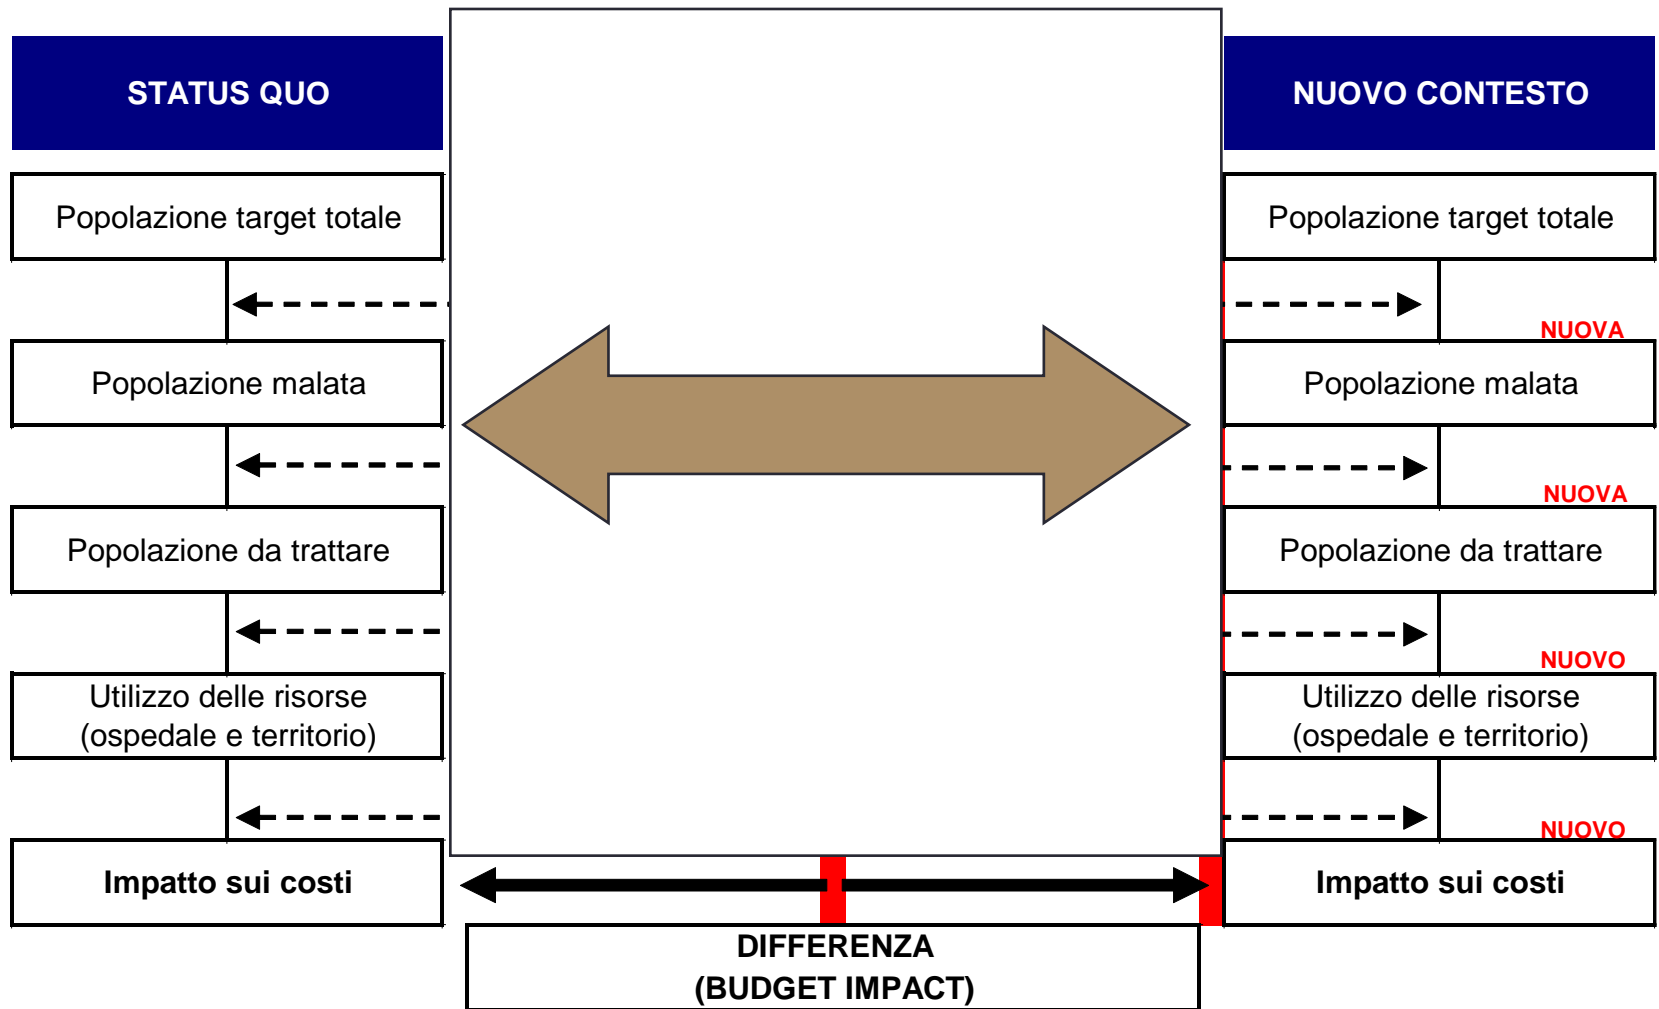 STATUS QUO
NUOVO CONTESTO
Popolazione target totale
Popolazione target totale
NUOVA
Popolazione malata
Popolazione malata
NUOVA
Popolazione da trattare
Popolazione da trattare
NUOVO
Utilizzo delle risorse
(ospedale e territorio)
Utilizzo delle risorse
(ospedale e territorio)
NUOVO
Impatto sui costi
Impatto sui costi
DIFFERENZA
(BUDGET IMPACT)